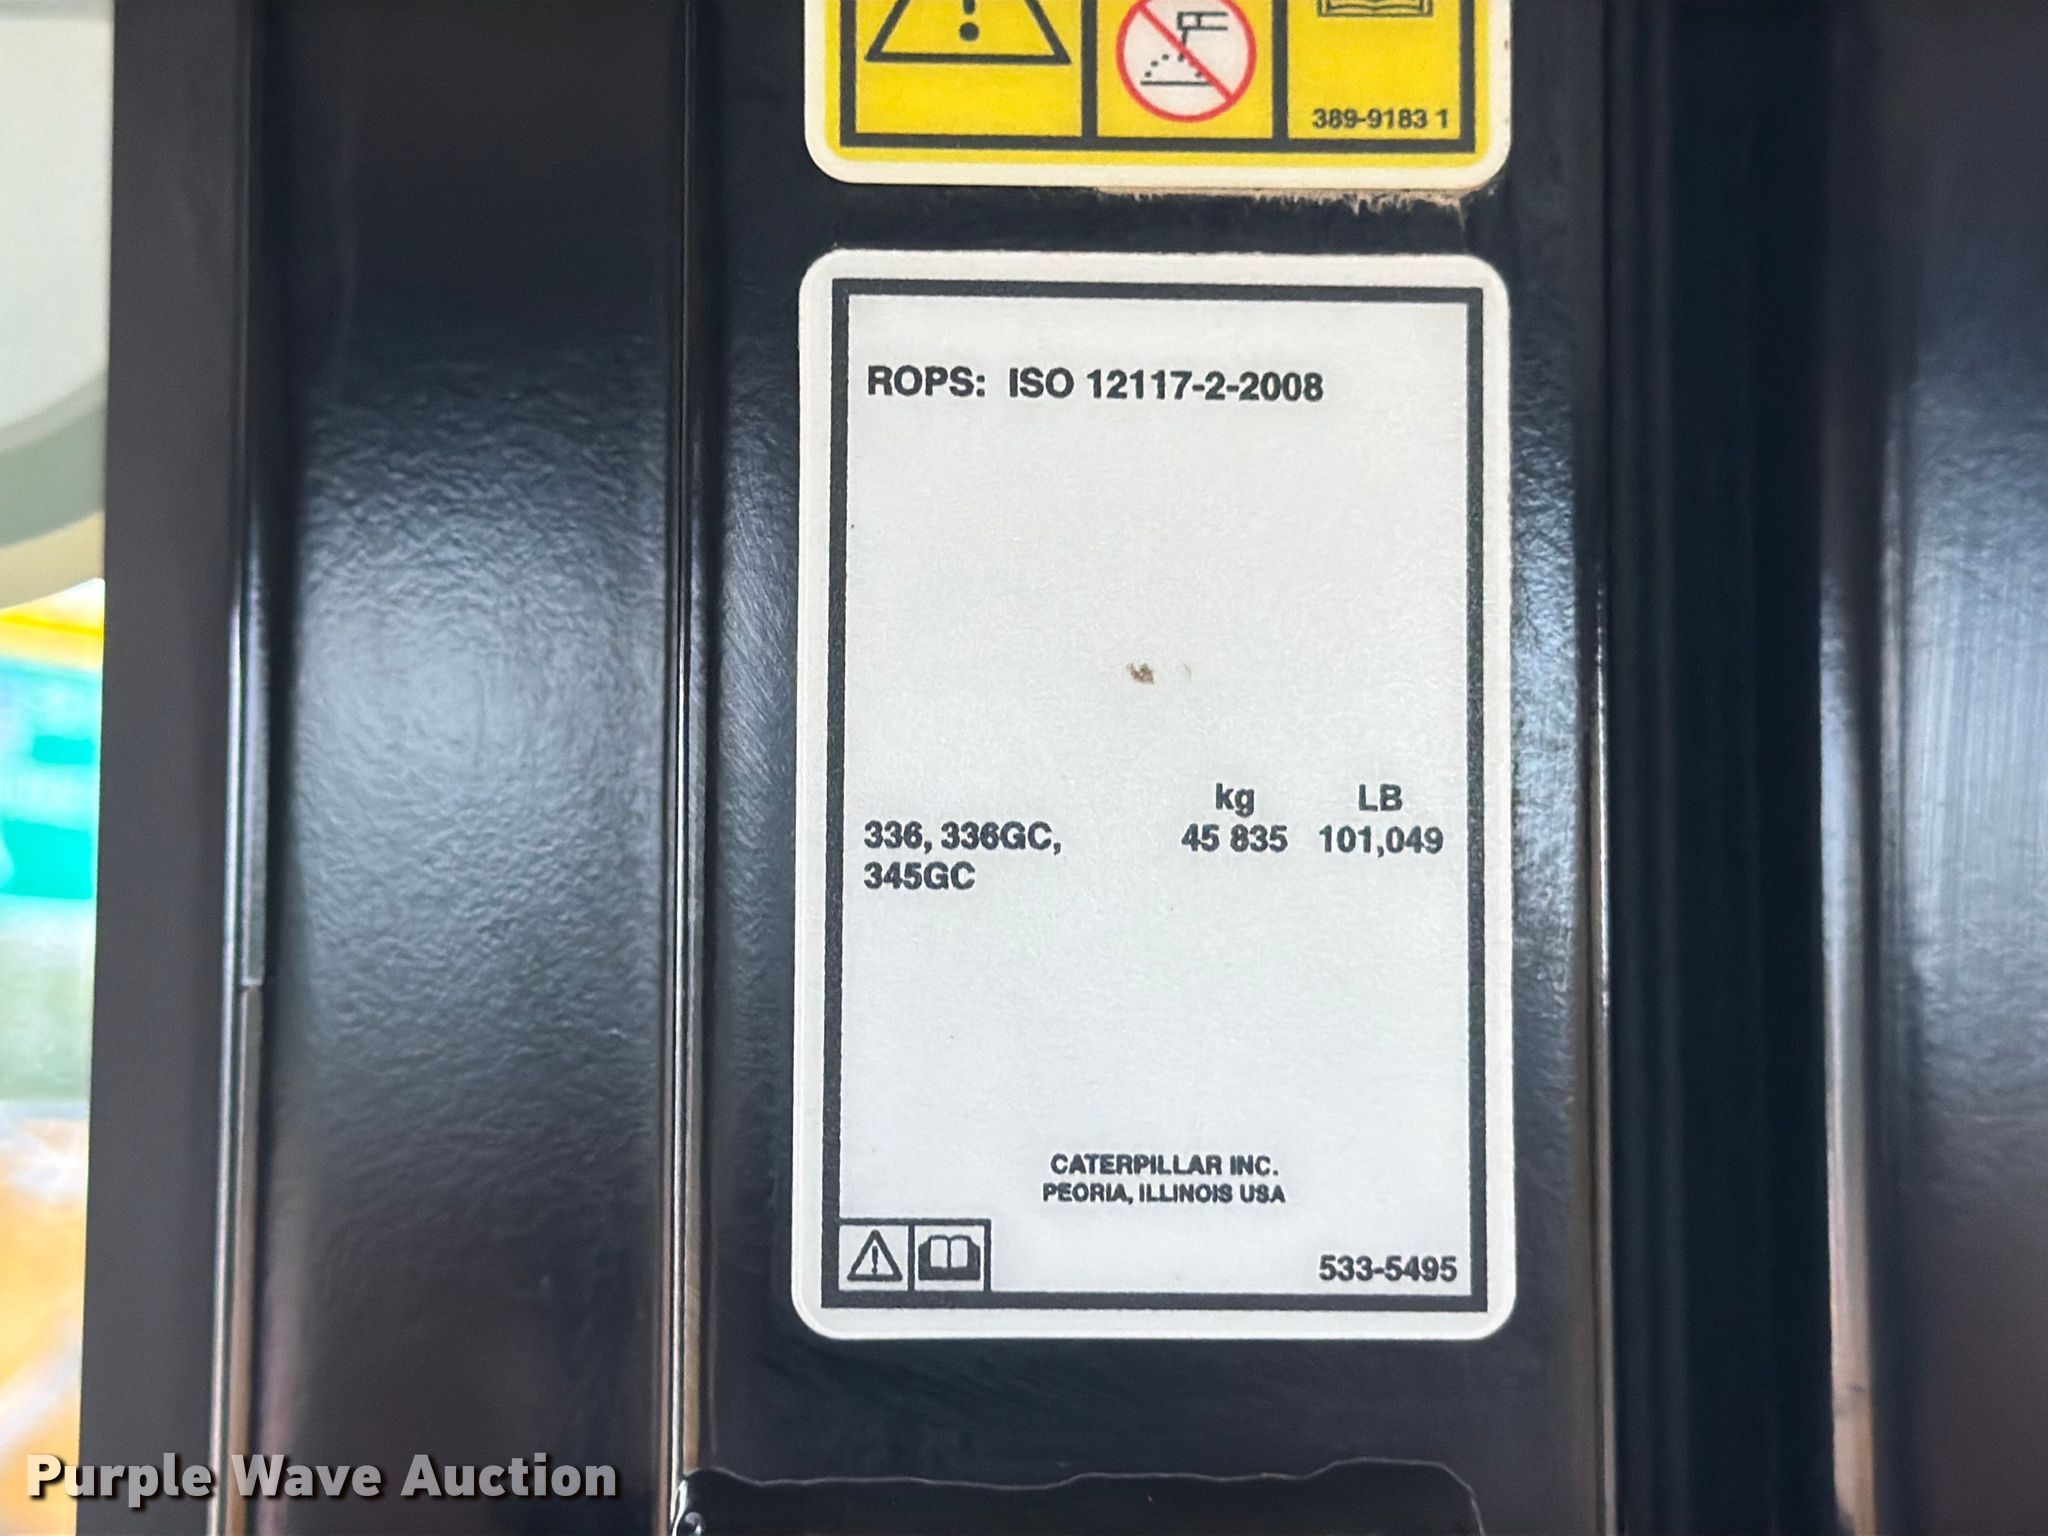 389-9183 1
ROPS: ISO 12117-2-2008
kg LB
336, 336GC, 45 835 101,049
345GC
CATERPILLAR INC.
PEORIA, ILLINOIS USA
533-5495
Purple Wave Auction